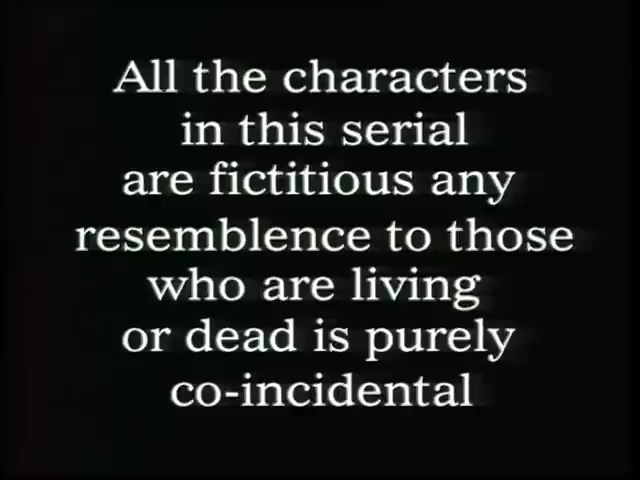 All the characters
in this serial
are fictitious any
resemblence to those
who are living
or dead is purely
co-incidental